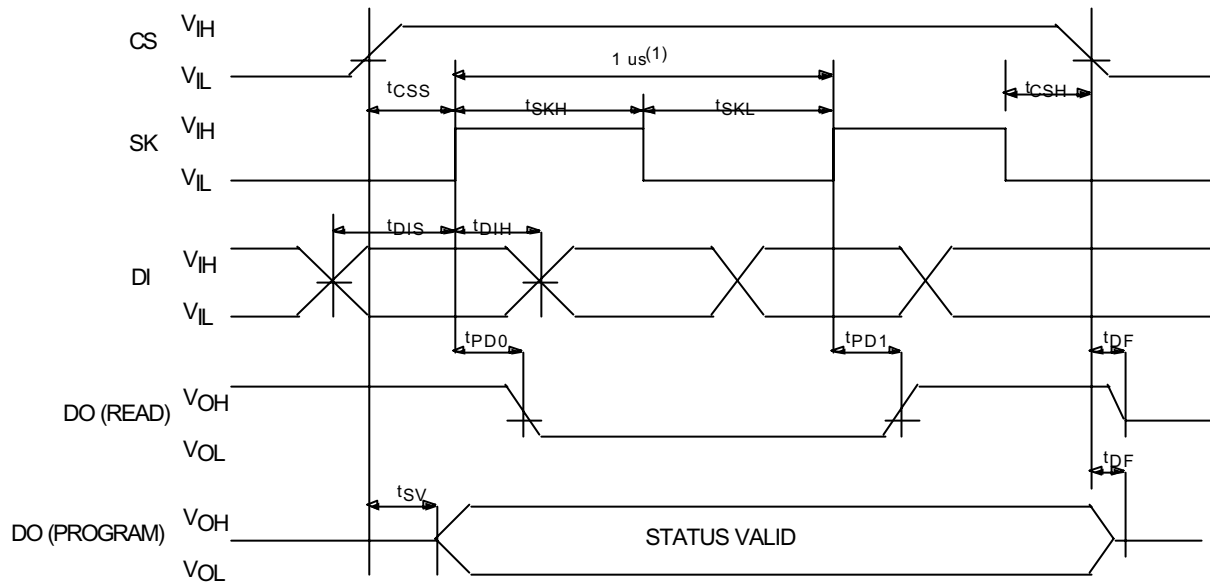 CS VIH
VIL
1 us(1)
tCSS
tSKH
tSKL
tCSH
SK VIH
VIL
tDIS
tDIH
DI VIH
VIL
tPD0
tPD1
tDF
DO (READ) VOH
VOL
tDF
tSV
DO (PROGRAM) VOH
STATUS VALID
VOL